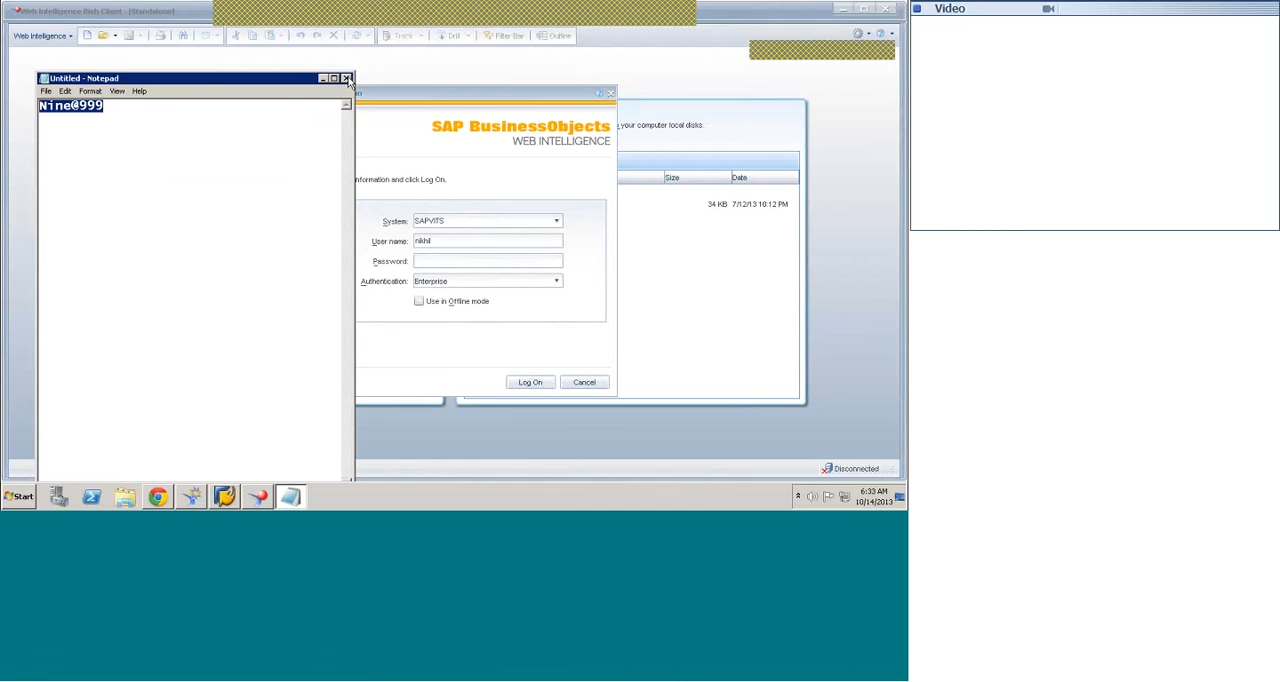 Web Intelligence Rich Client - [Standalone]
Video
Web Intelligence
Track
Drill
Filter Bar
Outline
Untitled - Notepad
File Edit Format View Help
Nine@999
on
SAP BusinessObjects
WEB INTELLIGENCE
your computer local disks.
nformation and click Log On.
Size
Date
34 KB 7/12/13 10:12 PM
System: SAPVITS
User name: nikhil
Password:
Authentication: Enterprise
Use in Offline mode
Log On
Cancel
Disconnected
Start
6:33 AM
10/14/2013